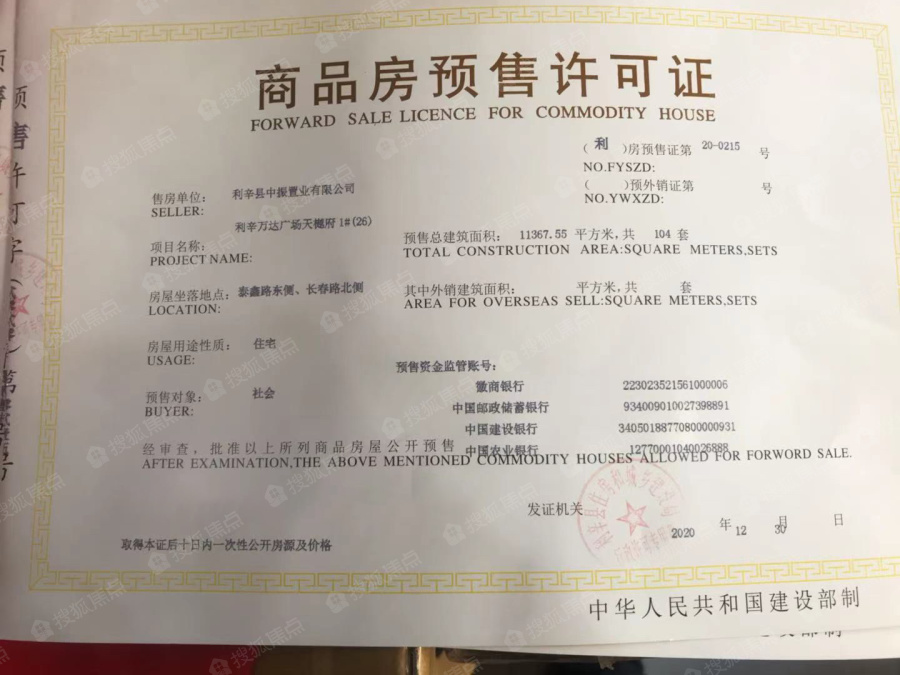 商品房预售许可证
FORWARD SALE LICENCE FOR COMMODITY HOUSE
（ 利 ）房预售证第 20-0215 号
NO.FYSZD:
（ ）预外销证第 号
NO.YWXZD:
售房单位： 利辛县中振置业有限公司
SELLER:
利辛万达广场天樾府 1#(26)
项目名称：
PROJECT NAME:
预售总建筑面积： 11367.55 平方米，共 104 套
TOTAL CONSTRUCTION AREA:SQUARE METERS,SETS
房屋坐落地点： 泰鑫路东侧、长春路北侧
LOCATION:
其中外销建筑面积： 平方米，共 套
AREA FOR OVERSEAS SELL:SQUARE METERS,SETS
房屋用途性质： 住宅
USAGE:
预售对象： 社会
BUYER:
预售资金监管账号：
徽商银行 223023521561000006
中国邮政储蓄银行 934009010027398891
中国建设银行 34050188770800000931
中国农业银行 12770001040026888
经审查，批准以上所列商品房屋公开预售
AFTER EXAMINATION,THE ABOVE MENTIONED COMMODITY HOUSES ALLOWED FOR FORWORD SALE.
发证机关
2020 年 12 月 30 日
取得本证后十日内一次性公开房源及价格
中华人民共和国建设部制
搜狐焦点